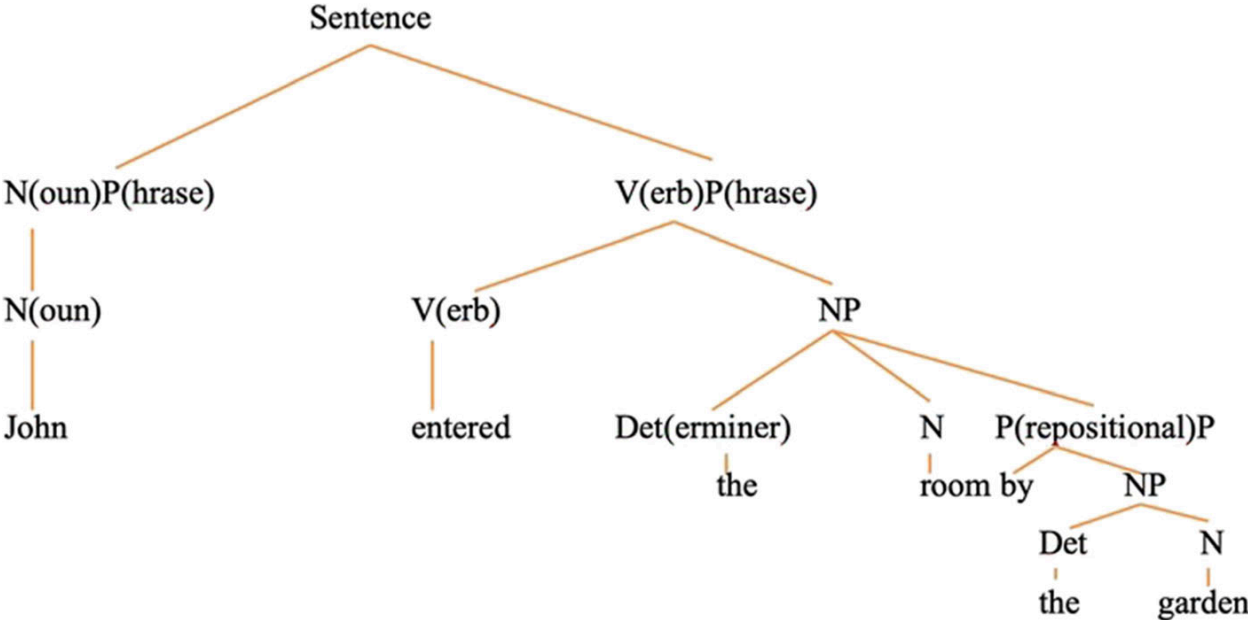 Sentence
N(oun)P(hrase) V(erb)P(hrase)
N(oun) V(erb) NP
John entered Det(erminer) N P(repositional)P
the room by NP
Det N
the garden